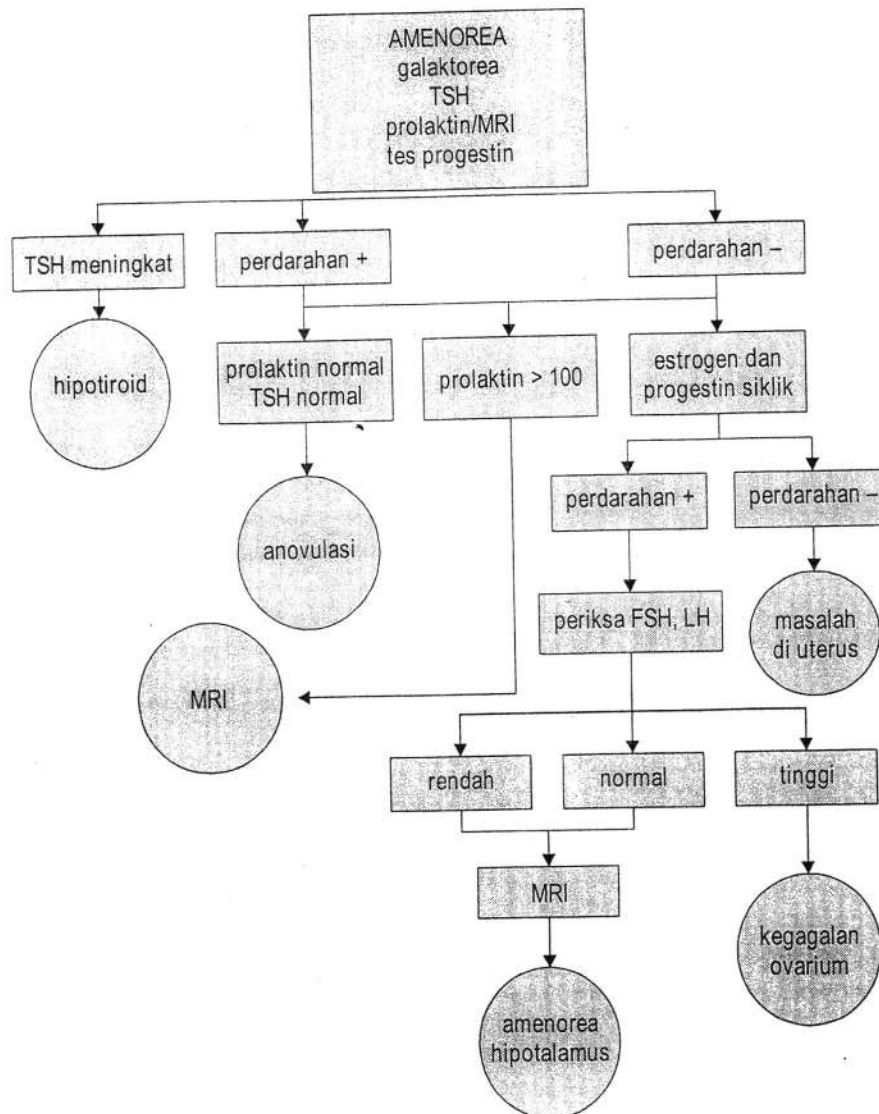 AMENOREA
galaktorea
TSH
prolaktin/MRI
tes progestin
TSH meningkat
perdarahan +
perdarahan –
hipotiroid
prolaktin normal
TSH normal
prolaktin > 100
estrogen dan
progestin siklik
anovulasi
perdarahan +
perdarahan –
MRI
periksa FSH, LH
masalah
di uterus
rendah
normal
tinggi
MRI
kegagalan
ovarium
amenorea
hipotalamus